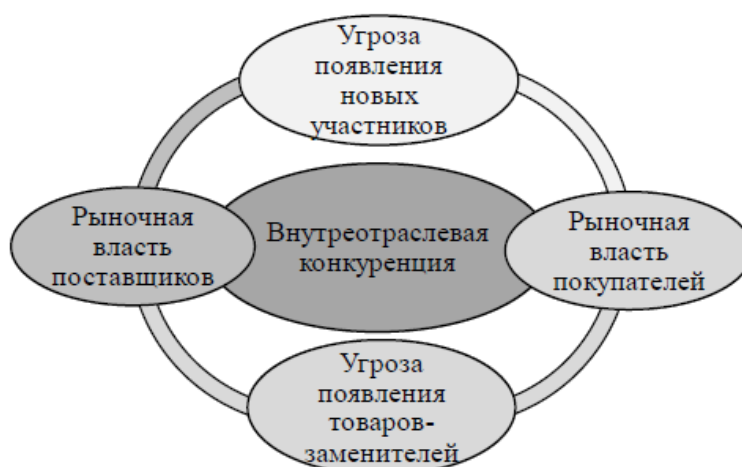 Угроза
появления
новых
участников
Рыночная
власть
поставщиков
Внутреотраслевая
конкуренция
Рыночная
власть
покупателей
Угроза
появления
товаров-
заменителей